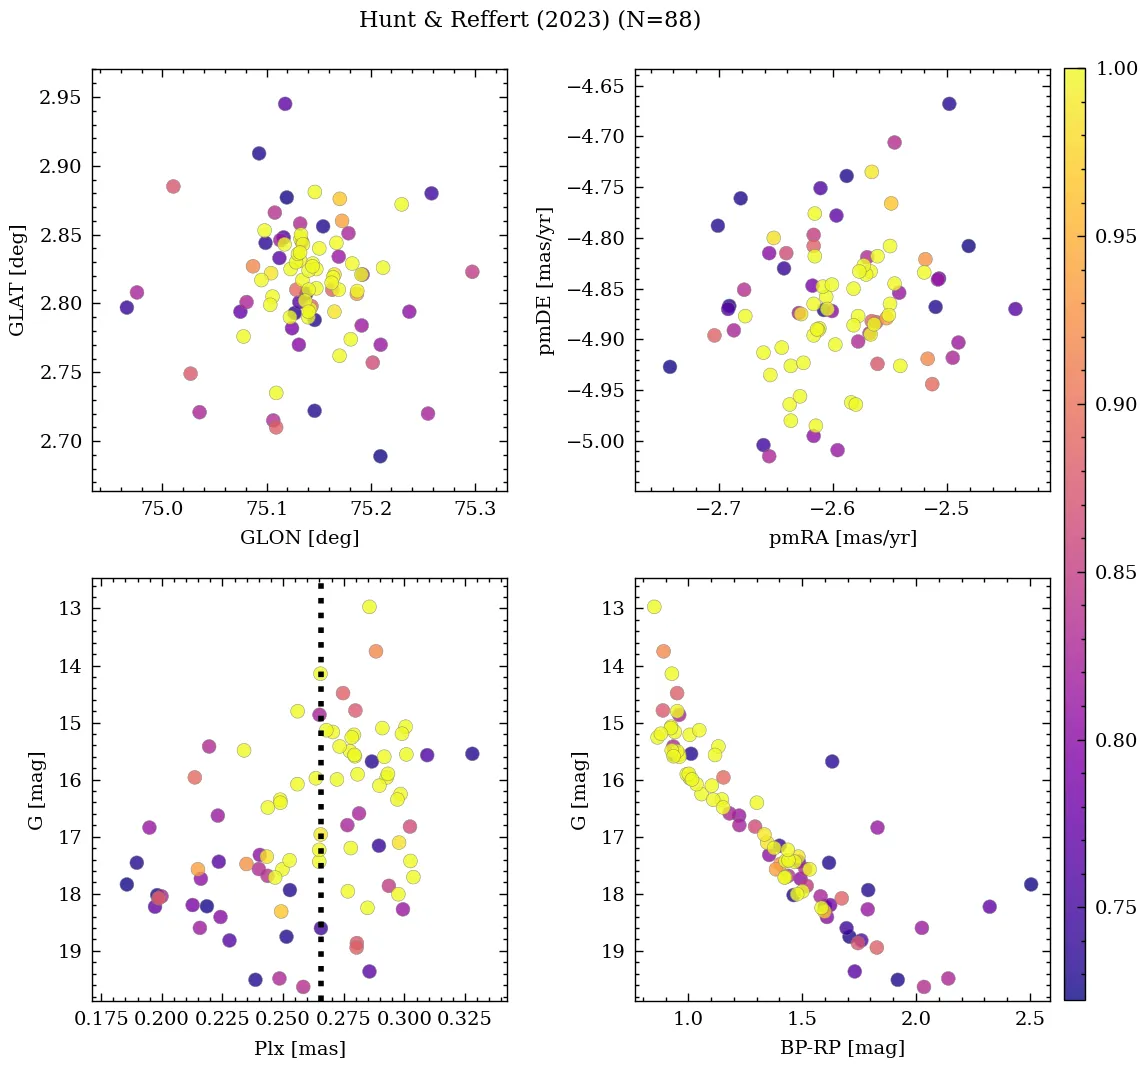 Hunt & Reffert (2023) (N=88)
2.95
2.90
2.85
2.80
2.75
2.70
GLAT [deg]
75.0 75.1 75.2 75.3
GLON [deg]
−4.65
−4.70
−4.75
−4.80
−4.85
−4.90
−4.95
−5.00
pmDE [mas/yr]
−2.7 −2.6 −2.5
pmRA [mas/yr]
13
14
15
16
17
18
19
G [mag]
0.175 0.200 0.225 0.250 0.275 0.300 0.325
Plx [mas]
13
14
15
16
17
18
19
G [mag]
1.0 1.5 2.0 2.5
BP-RP [mag]
1.00
0.95
0.90
0.85
0.80
0.75